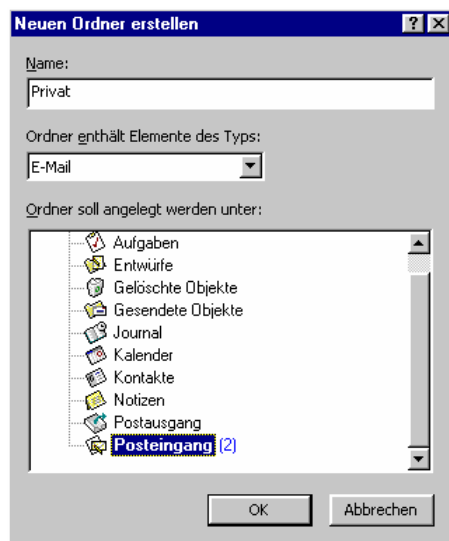 Neuen Ordner erstellen
Name:
Privat
Ordner enthält Elemente des Typs:
E-Mail
Ordner soll angelegt werden unter:
Aufgaben
Entwürfe
Gelöschte Objekte
Gesendete Objekte
Journal
Kalender
Kontakte
Notizen
Postausgang
Posteingang (2)
OK Abbrechen